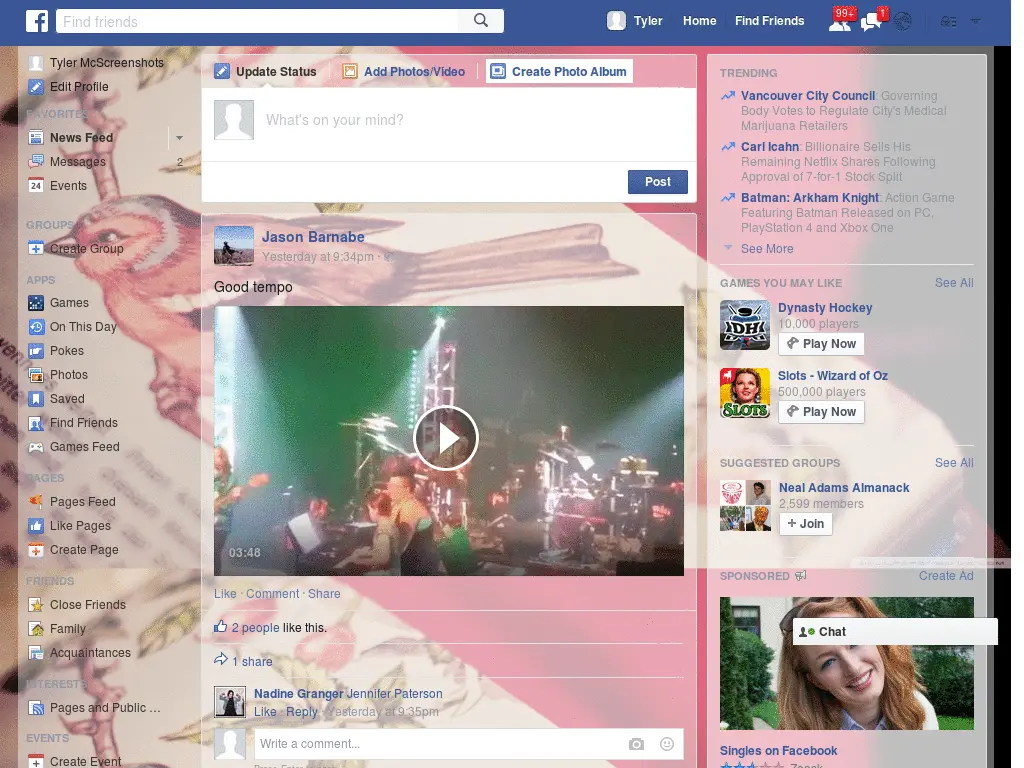 Find friends
Tyler
Home
Find Friends
99+
1
Tyler McScreenshots
Edit Profile
FAVORITES
News Feed
Messages
2
24
Events
GROUPS
Create Group
APPS
Games
On This Day
Pokes
Photos
Saved
Find Friends
Games Feed
PAGES
Pages Feed
Like Pages
Create Page
FRIENDS
Close Friends
Family
Acquaintances
INTERESTS
Pages and Public ...
EVENTS
Create Event
Update Status
Add Photos/Video
Create Photo Album
What's on your mind?
Post
Jason Barnabe
Yesterday at 9:34pm ·
Good tempo
03:48
Like · Comment · Share
2 people like this.
1 share
Nadine Granger Jennifer Paterson
Like · Reply · Yesterday at 9:35pm
Write a comment...
TRENDING
Vancouver City Council: Governing
Body Votes to Regulate City's Medical
Marijuana Retailers
Carl Icahn: Billionaire Sells His
Remaining Netflix Shares Following
Approval of 7-for-1 Stock Split
Batman: Arkham Knight: Action Game
Featuring Batman Released on PC,
PlayStation 4 and Xbox One
See More
GAMES YOU MAY LIKE
See All
DHI
Dynasty Hockey
10,000 players
Play Now
SLOTS
Slots - Wizard of Oz
500,000 players
Play Now
SUGGESTED GROUPS
See All
Neal Adams Almanack
2,599 members
+ Join
SPONSORED
Create Ad
Chat
Singles on Facebook
Zoosk